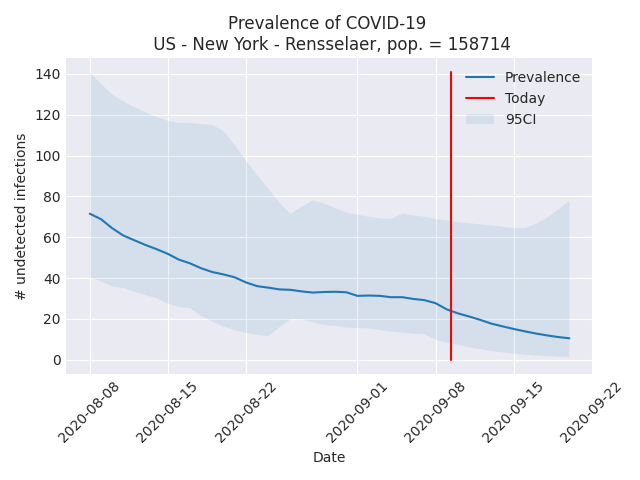 Prevalence of COVID-19
US - New York - Rensselaer, pop. = 158714
140
120
100
80
60
40
20
0
# undetected infections
Prevalence
Today
95CI
2020-08-08
2020-08-15
2020-08-22
2020-09-01
2020-09-08
2020-09-15
2020-09-22
Date